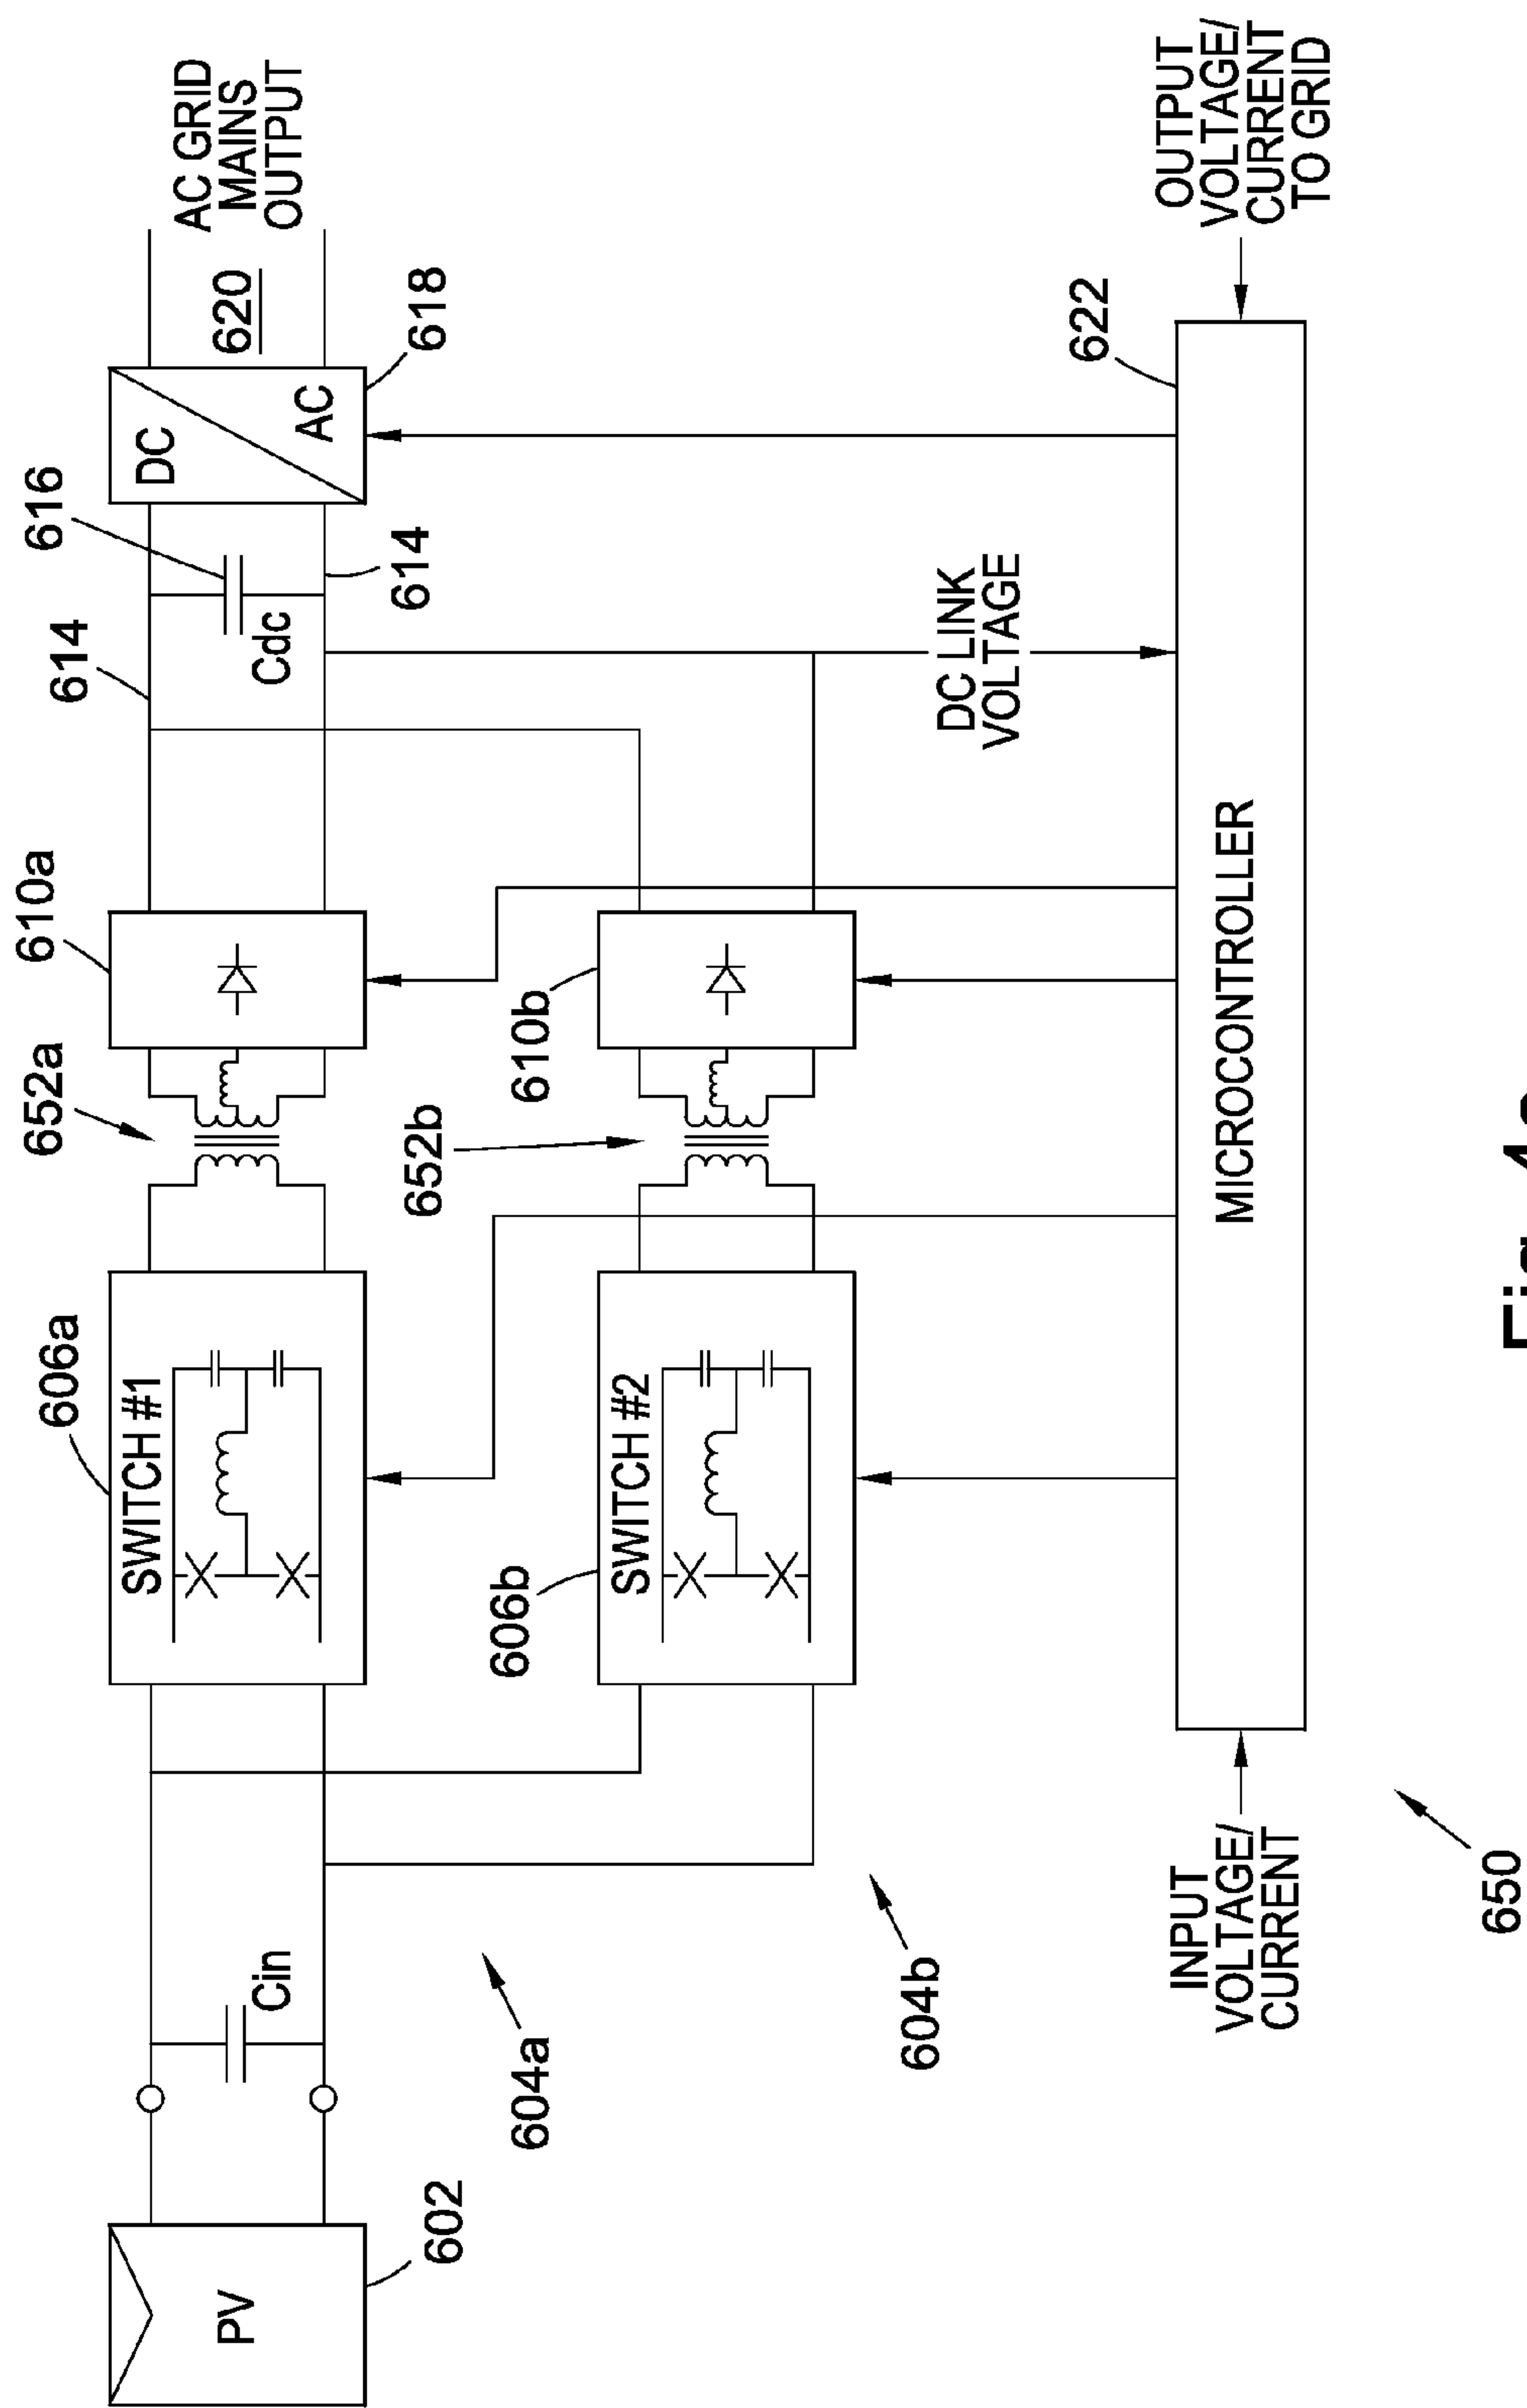 652a
610a
614
616
606a
SWITCH #1
DC
AC
AC GRID
MAINS
OUTPUT
620
618
Cin
Cdc
614
PV
602
604a
606b
SWITCH #2
652b
610b
604b
DC LINK
VOLTAGE
622
INPUT
VOLTAGE/
CURRENT
MICROCONTROLLER
OUTPUT
VOLTAGE/
CURRENT
TO GRID
650